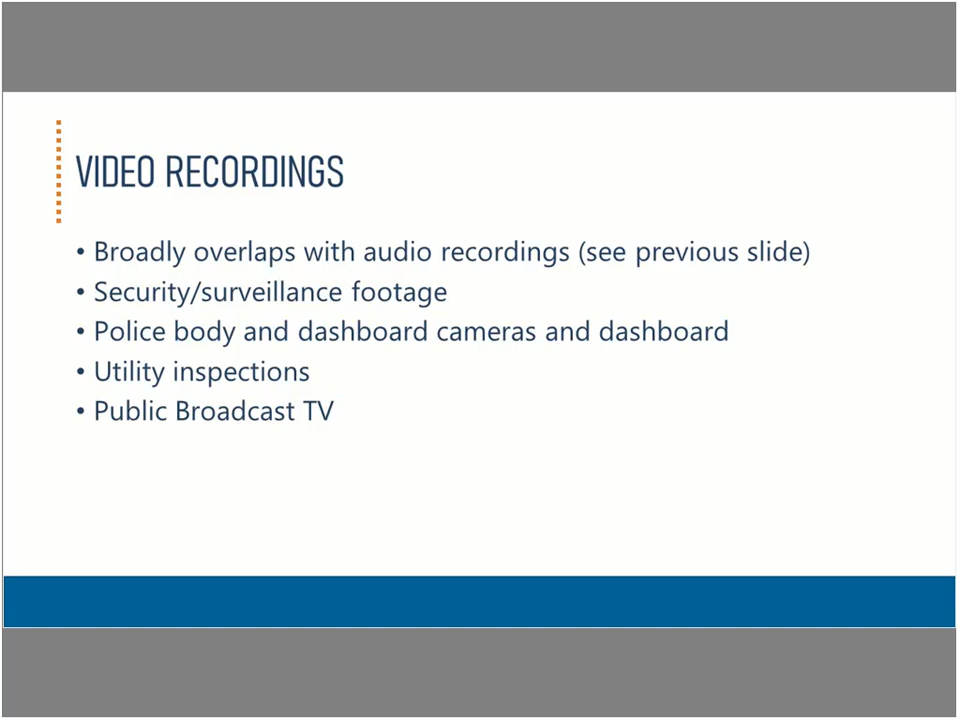 VIDEO RECORDINGS
• Broadly overlaps with audio recordings (see previous slide)
• Security/surveillance footage
• Police body and dashboard cameras and dashboard
• Utility inspections
• Public Broadcast TV